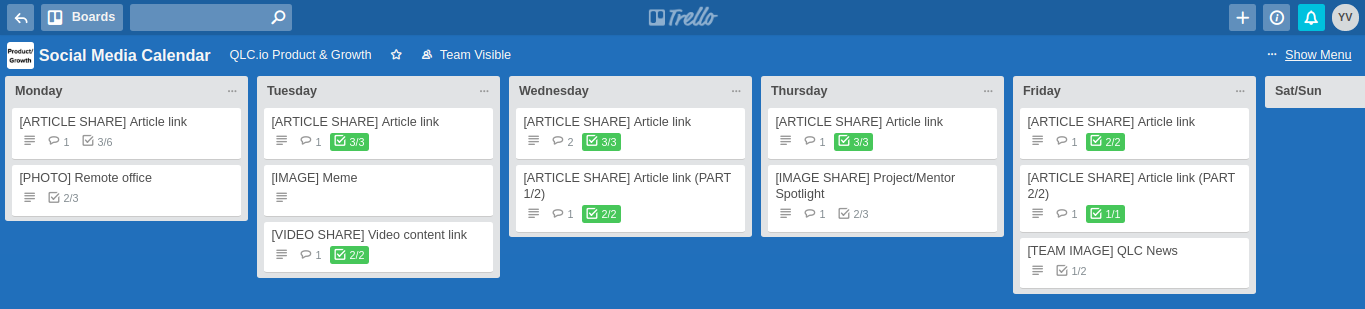 Boards
Trello
YV
Product/
Growth
Social Media Calendar
QLC.io Product & Growth
Team Visible
... Show Menu
Monday ...
[ARTICLE SHARE] Article link
1 3/6
[PHOTO] Remote office
2/3
Tuesday ...
[ARTICLE SHARE] Article link
1 3/3
[IMAGE] Meme
[VIDEO SHARE] Video content link
1 2/2
Wednesday ...
[ARTICLE SHARE] Article link
2 3/3
[ARTICLE SHARE] Article link (PART
1/2)
1 2/2
Thursday ...
[ARTICLE SHARE] Article link
1 3/3
[IMAGE SHARE] Project/Mentor
Spotlight
1 2/3
Friday ...
[ARTICLE SHARE] Article link
1 2/2
[ARTICLE SHARE] Article link (PART
2/2)
1 1/1
[TEAM IMAGE] QLC News
1/2
Sat/Sun